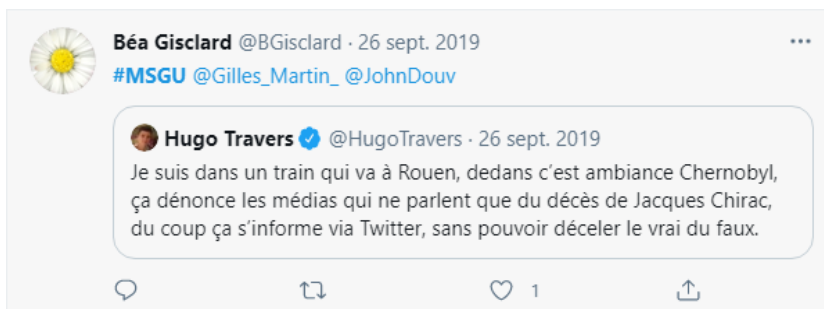 Béa Gisclard @BGisclard · 26 sept. 2019
#MSGU @Gilles_Martin_ @JohnDouv
Hugo Travers @HugoTravers · 26 sept. 2019
Je suis dans un train qui va à Rouen, dedans c’est ambiance Chernobyl,
ça dénonce les médias qui ne parlent que du décès de Jacques Chirac,
du coup ça s’informe via Twitter, sans pouvoir déceler le vrai du faux.
1